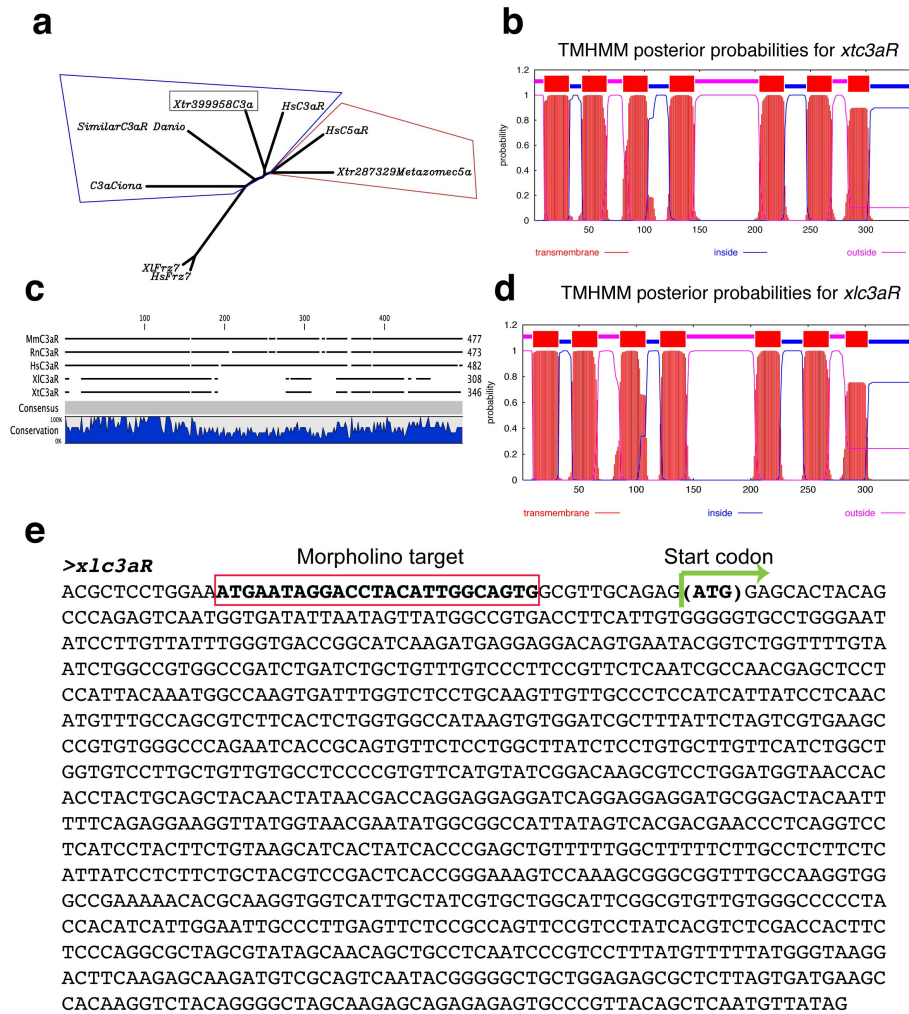 a
Xtr399958C3a
HsC3aR
SimilarC3aR Danio
HsC5aR
C3aCiona
Xtr287329Metazomec5a
XlFrz7
HsFrz7
b
TMHMM posterior probabilities for xtc3aR
1.2
1
0.8
0.6
0.4
0.2
0
probability
50 100 150 200 250 300
transmembrane inside outside
c
100 200 300 400
MmC3aR 477
RnC3aR 473
HsC3aR 482
XlC3aR 308
XtC3aR 346
Consensus
100%
Conservation
0%
d
TMHMM posterior probabilities for xlc3aR
1.2
1
0.8
0.6
0.4
0.2
0
probability
50 100 150 200 250 300
transmembrane inside outside
e
>xlc3aR Morpholino target Start codon
ACGCTCCTGGAAATGAATAGGACCTACATTGGCAGTGGCGTTGCAGAG(ATG)GAGCACTACAG
CCCAGAGTCAATGGTGATATTAATAGTTATGGCCGTGACCTTCATTGTGGGGGTGCCTGGGAAT
ATCCTTGTTATTTGGGTGACCGGCATCAAGATGAGGAGGACAGTGAATACGGTCTGGTTTTGTA
ATCTGGCCGTGGCCGATCTGATCTGCTGTTTGTCCCTTCCGTTCTCAATCGCCAACGAGCTCCT
CCATTACAAATGGCCAAGTGATTTGGTCTCCTGCAAGTTGTTGCCCTCCATCATTATCCTCAAC
ATGTTTGCCAGCGTCTTCACTCTGGTGGCCATAAGTGTGGATCGCTTTATTCTAGTCGTGAAGC
CCGTGTGGGCCCAGAATCACCGCAGTGTTCTCCTGGCTTATCTCCTGTGCTTGTTCATCTGGCT
GGTGTCCTTGCTGTTGTGCCTCCCCGTGTTCATGTATCGGACAAGCGTCCTGGATGGTAACCAC
ACCTACTGCAGCTACAACTATAACGACCAGGAGGAGGATCAGGAGGAGGATGCGGACTACAATT
TTTCAGAGGAAGGTTATGGTAACGAATATGGCGGCCATTATAGTCACGACGAACCCTCAGGTCC
TCATCCTACTTCTGTAAGCATCACTATCACCCGAGCTGTTTTTGGCTTTTTCTTGCCTCTTCTC
ATTATCCTCTTCTGCTACGTCCGACTCACCCGGGAAAGTCCAAAGCGGGCGGTTTGCCAAGGTGG
GCCGAAAAACACGCAAGGTGGTCATTGCTATCGTGCTGGCATTCGGCGTGTTGTGGGCCCCCTA
CCACATCATTGGAATTGCCCTTGAGTTCTCCGCCAGTTCCGTCCTATCACGTCTCGACCACTTC
TCCCAGGCGCTAGCGTATAGCAACAGCTGCCTCAATCCCGTCCTTTATGTTTTTATGGGTAAGG
ACTTCAAGAGCAAGATGTCGCAGTCAATACGGGGGCTGCTGGAGAGCGCTCTTAGTGATGAAGC
CACAAGGTCTACAGGGGCTAGCAAGAGCAGAGAGAGTGCCCGTTACAGCTCAATGTTATAG